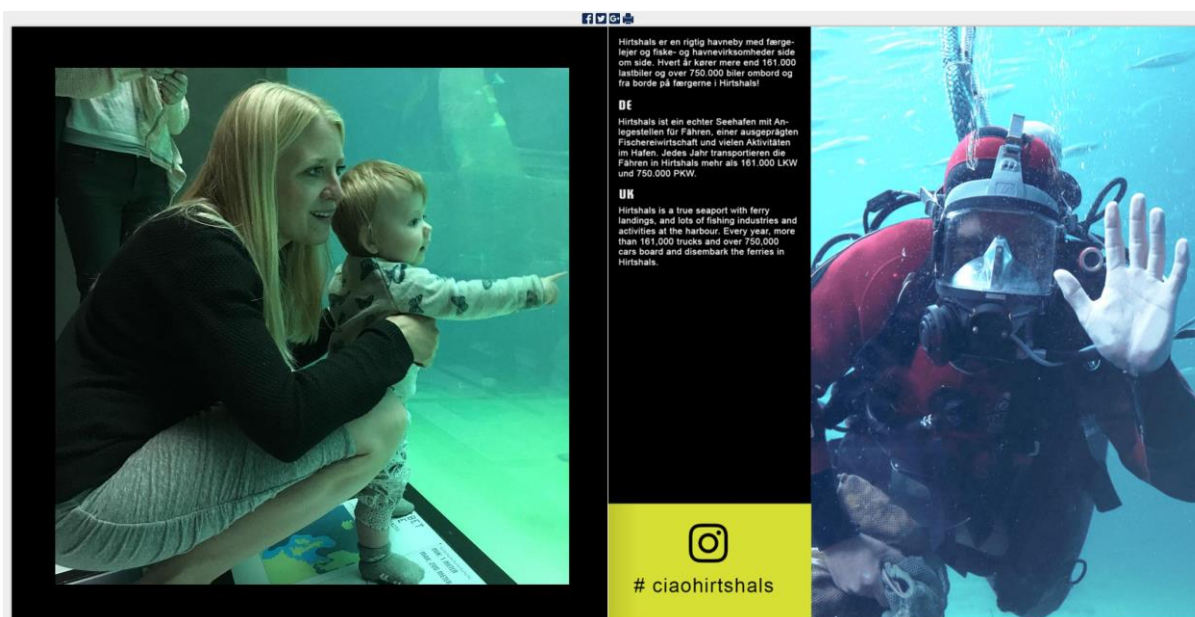 Hirtshals er en rigtig havneby med færge-
lejer og fiske- og havnevirksomheder side
om side. Hvert år kører mere end 161.000
lastbiler og over 750.000 biler ombord og
fra borde på færgerne i Hirtshals!
DE
Hirtshals ist ein echter Seehafen mit An-
legestellen für Fähren, einer ausgeprägten
Fischereiwirtschaft und vielen Aktivitäten
im Hafen. Jedes Jahr transportieren die
Fähren in Hirtshals mehr als 161.000 LKW
und 750.000 PKW.
UK
Hirtshals is a true seaport with ferry
landings, and lots of fishing industries and
activities at the harbour. Every year, more
than 161,000 trucks and over 750,000
cars board and disembark the ferries in
Hirtshals.
# ciaohirtshals